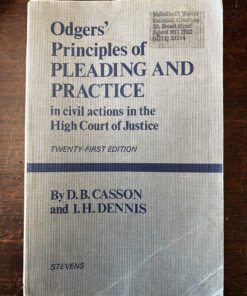 Odgers'
Principles of
PLEADING AND
PRACTICE
in civil actions in the
High Court of Justice
TWENTY-FIRST EDITION
By D. B. CASSON
and I. H. DENNIS
STEVENS